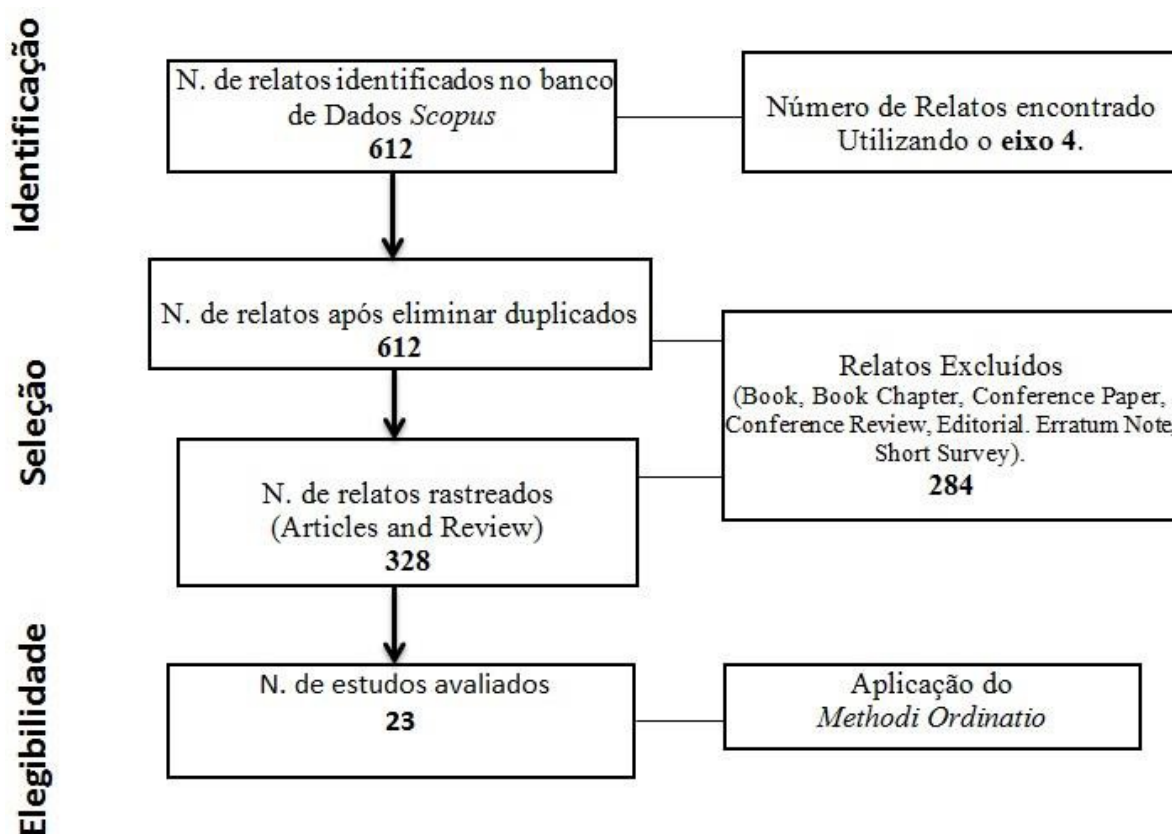 Identificação
N. de relatos identificados no banco
de Dados Scopus
612
Número de Relatos encontrado
Utilizando o eixo 4.
Seleção
N. de relatos após eliminar duplicados
612
Relatos Excluídos
(Book, Book Chapter, Conference Paper,
Conference Review, Editorial. Erratum Note,
Short Survey).
284
N. de relatos rastreados
(Articles and Review)
328
Elegibilidade
N. de estudos avaliados
23
Aplicação do
Methodi Ordinatio